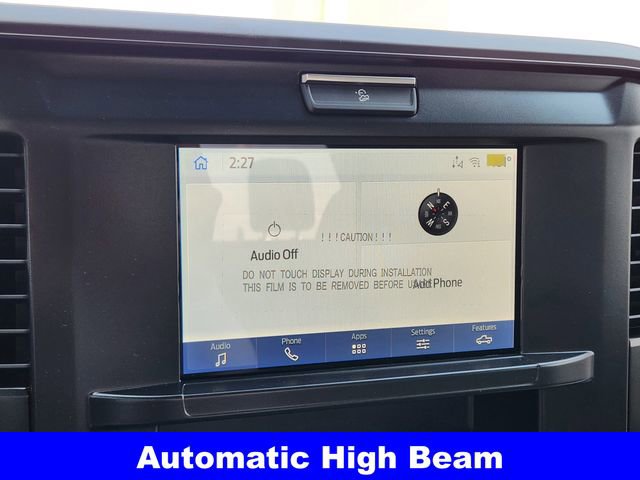 2:27
! ! ! CAUTION ! ! !
Audio Off
DO NOT TOUCH DISPLAY DURING INSTALLATION
THIS FILM IS TO BE REMOVED BEFORE
Add Phone
N
E
S
W
Audio
Phone
Apps
Settings
Features
Automatic High Beam